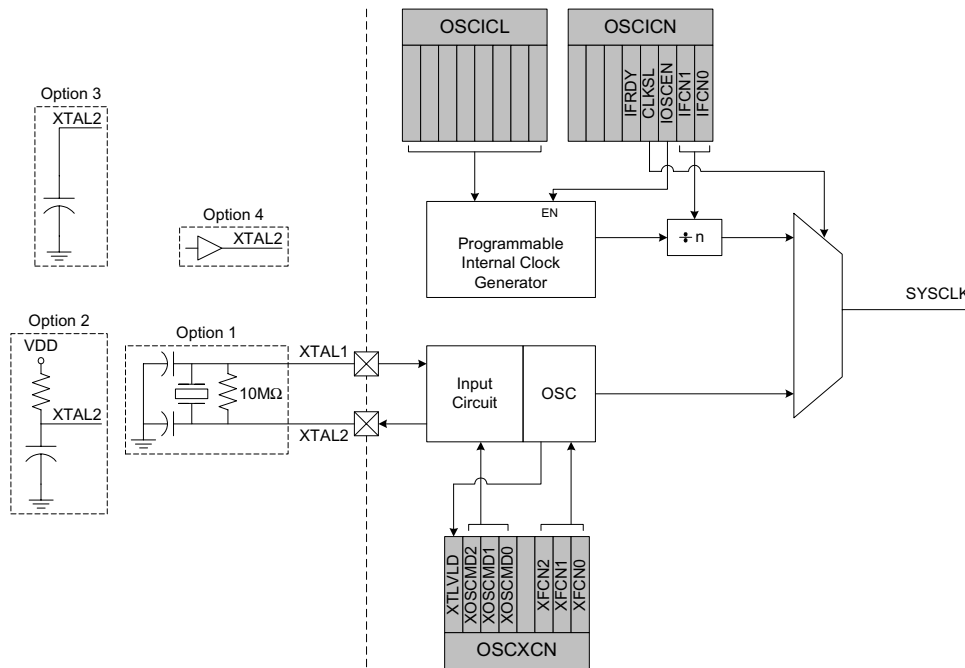 OSCICL
OSCICN
IFRDY
CLKSL
IOSCEN
IFCN1
IFCN0
Option 3
XTAL2
Option 4
XTAL2
EN
Programmable
Internal Clock
Generator
÷ n
SYSCLK
Option 2
VDD
XTAL2
Option 1
10MΩ
XTAL1
XTAL2
Input
Circuit
OSC
XTLVLD
XOSCMD2
XOSCMD1
XOSCMD0
XFCN2
XFCN1
XFCN0
OSCXCN